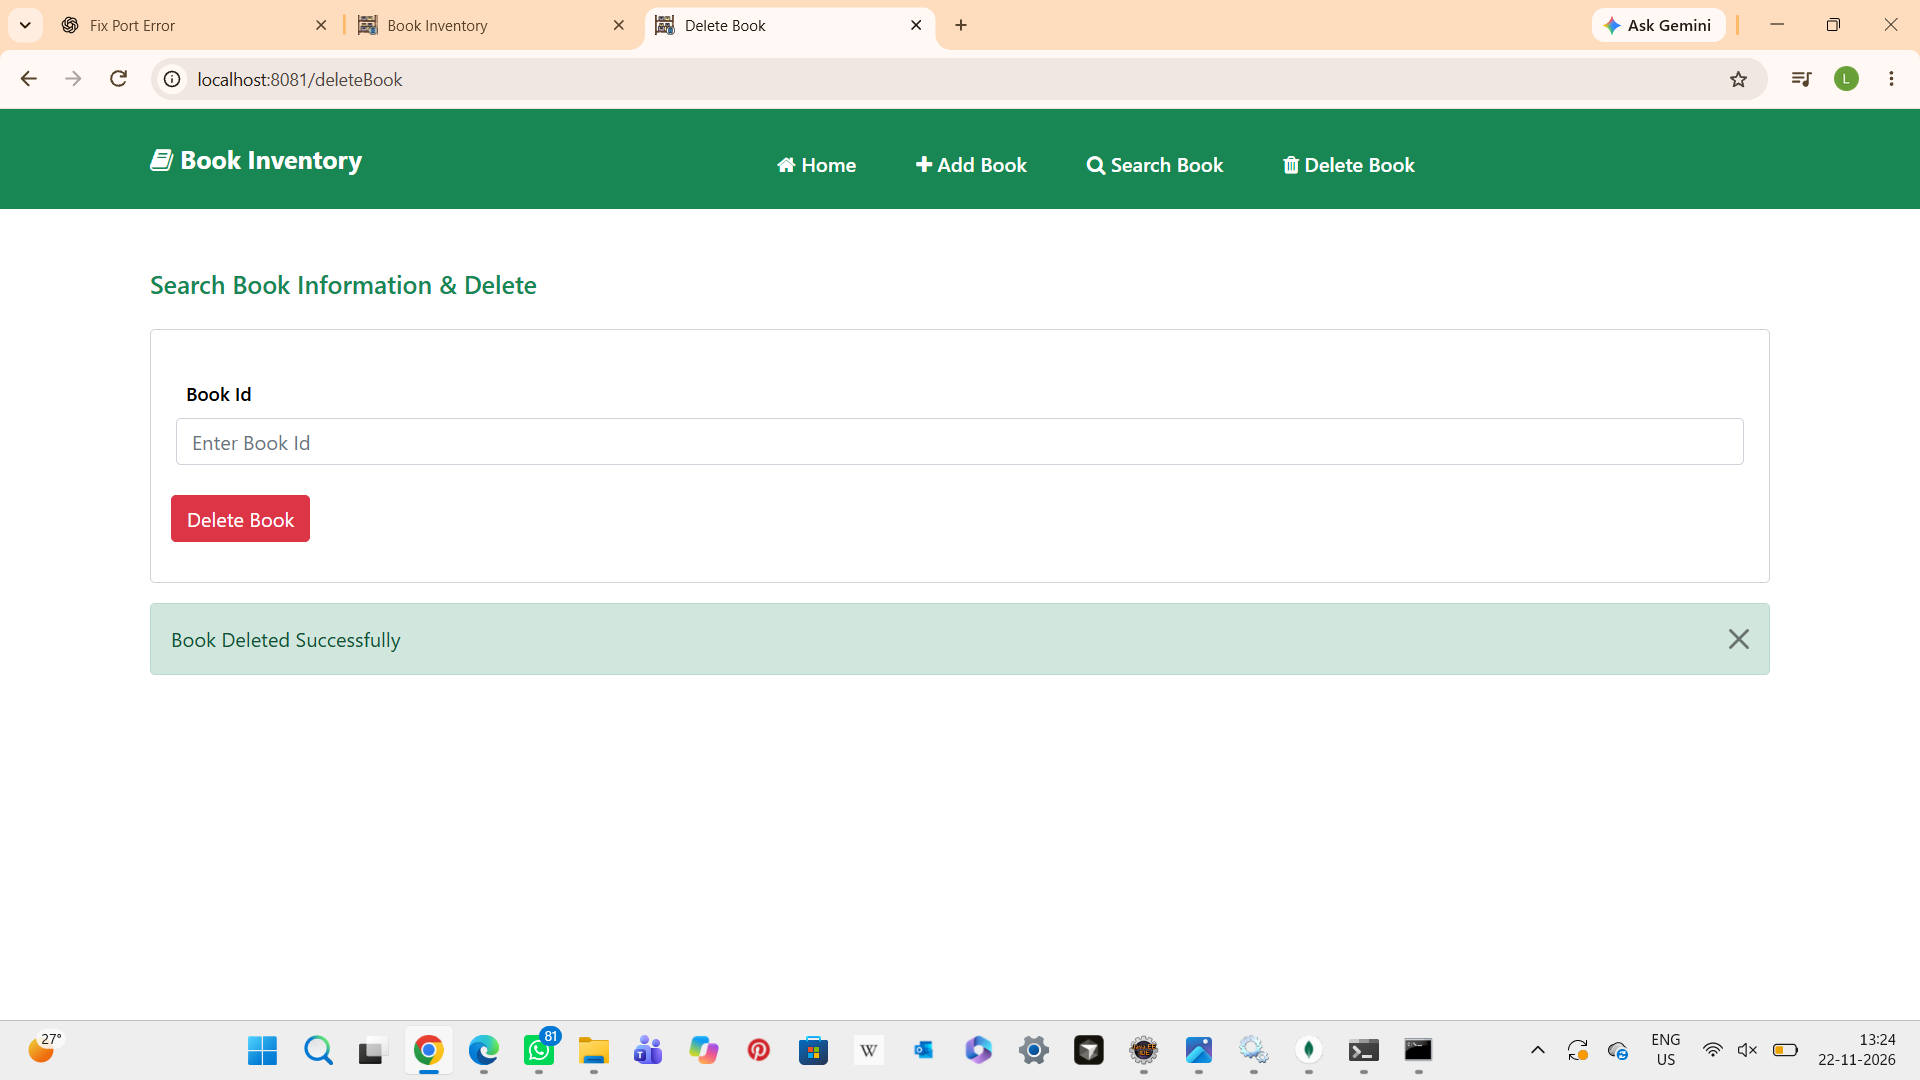 Fix Port Error
Book Inventory
Delete Book
Ask Gemini
localhost:8081/deleteBook
L
Book Inventory
Home
Add Book
Search Book
Delete Book
Search Book Information & Delete
Book Id
Enter Book Id
Delete Book
Book Deleted Successfully
27°
81
T
W
ENG
US
13:24
22-11-2026